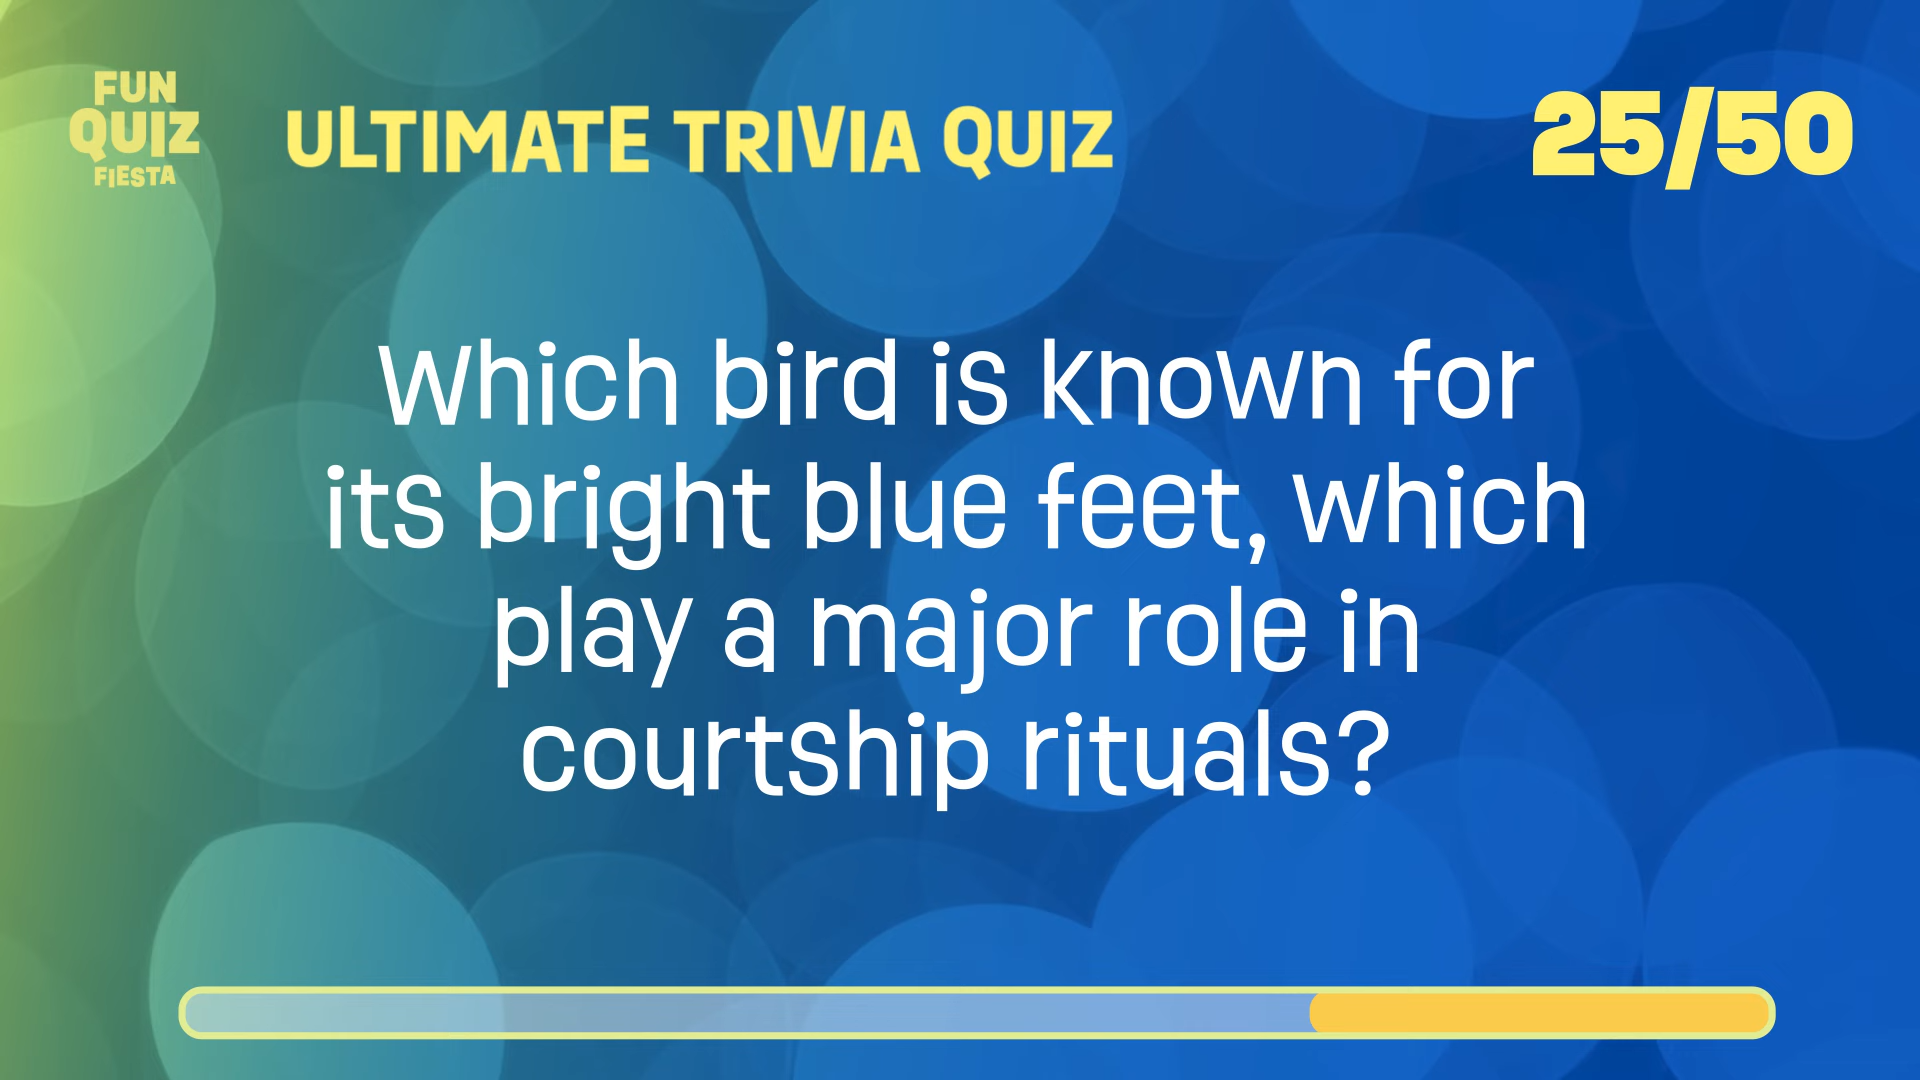 FUN
QUIZ
FIESTA
ULTIMATE TRIVIA QUIZ
25/50
Which bird is known for
its bright blue feet, which
play a major role in
courtship rituals?